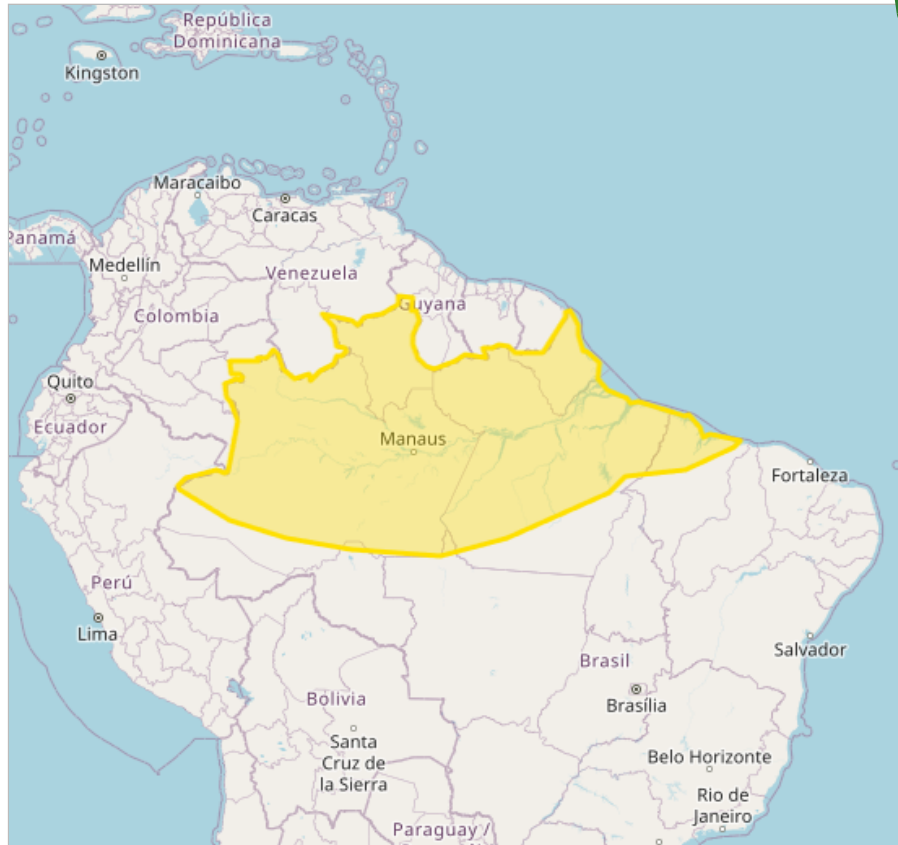 República
Dominicana
Kingston
Maracaibo
Caracas
Panamá
Medellín
Venezuela
Guyana
Colombia
Quito
Ecuador
Manaus
Fortaleza
Perú
Lima
Salvador
Brasil
Bolivia
Brasília
Santa
Cruz de
la Sierra
Belo Horizonte
Rio de
Janeiro
Paraguay /